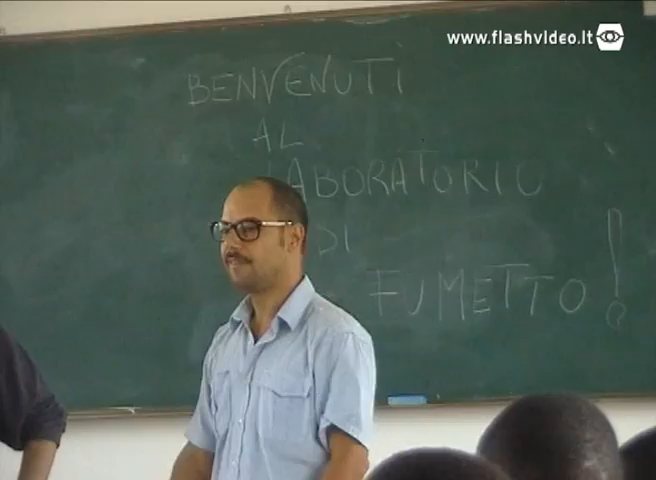 www.flashvideo.it
BENVENUTI
AL
LABORATORIO
DI
FUMETTO!